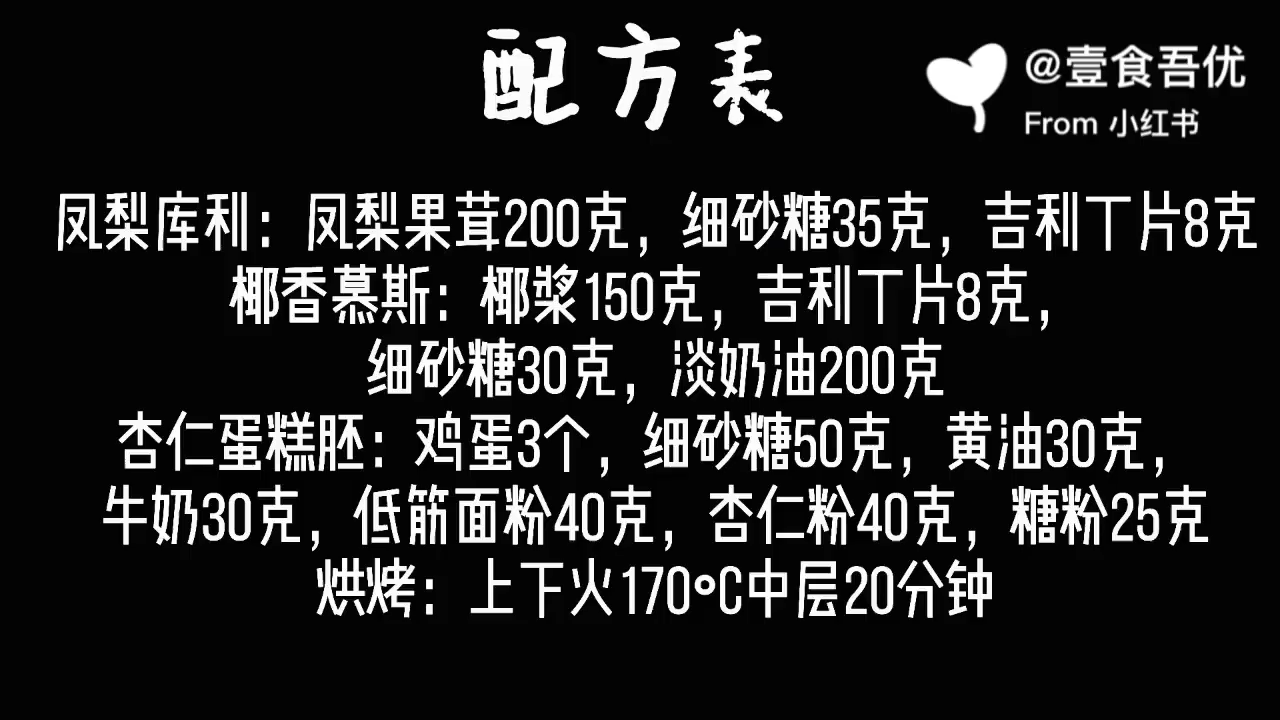 配方表
@壹食吾优
From 小红书
凤梨库利：凤梨果茸200克，细砂糖35克，吉利丁片8克
椰香慕斯：椰浆150克，吉利丁片8克，
细砂糖30克，淡奶油200克
杏仁蛋糕胚：鸡蛋3个，细砂糖50克，黄油30克，
牛奶30克，低筋面粉40克，杏仁粉40克，糖粉25克
烘烤：上下火170°C中层20分钟